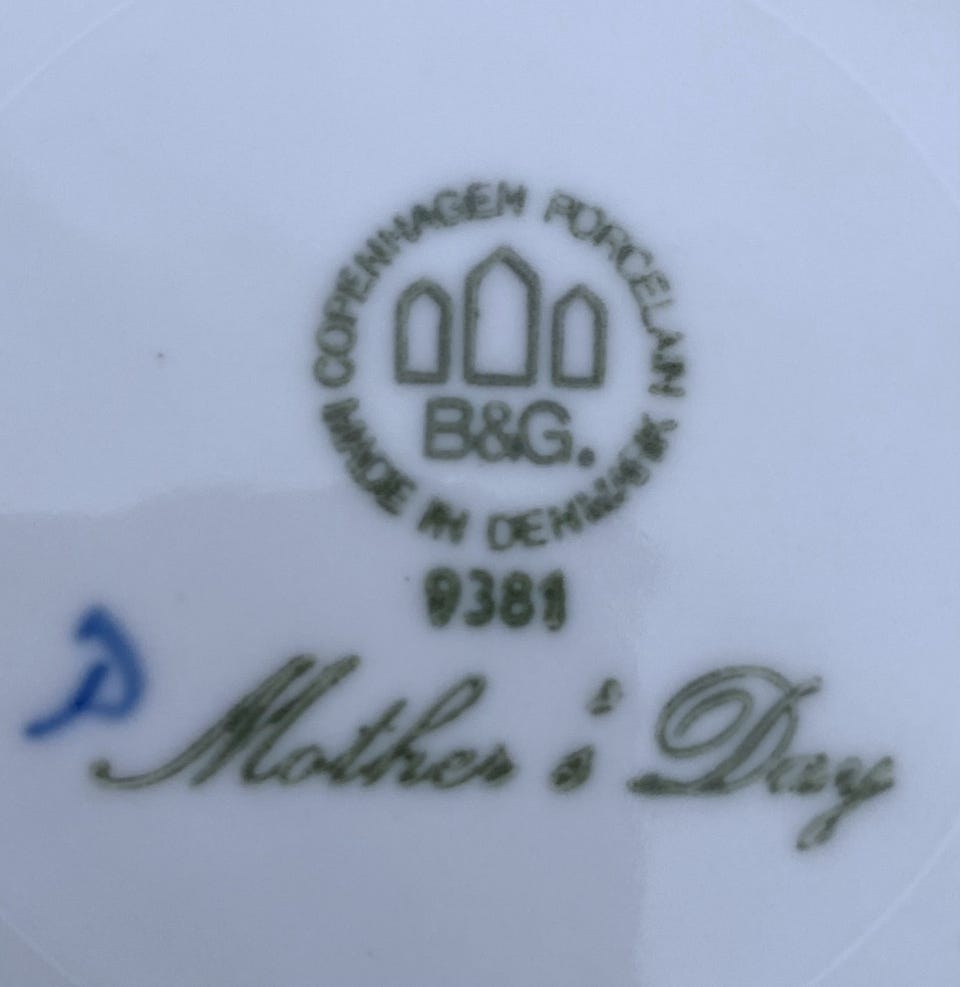 COPENHAGEN PORCELAIN
B&G.
MADE IN DENMARK
9381
Mother's Day